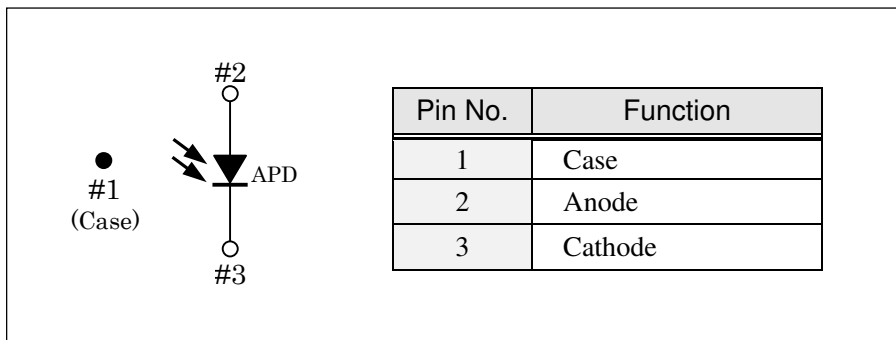 #2
APD
#1
(Case)
#3
Pin No. Function
1 Case
2 Anode
3 Cathode